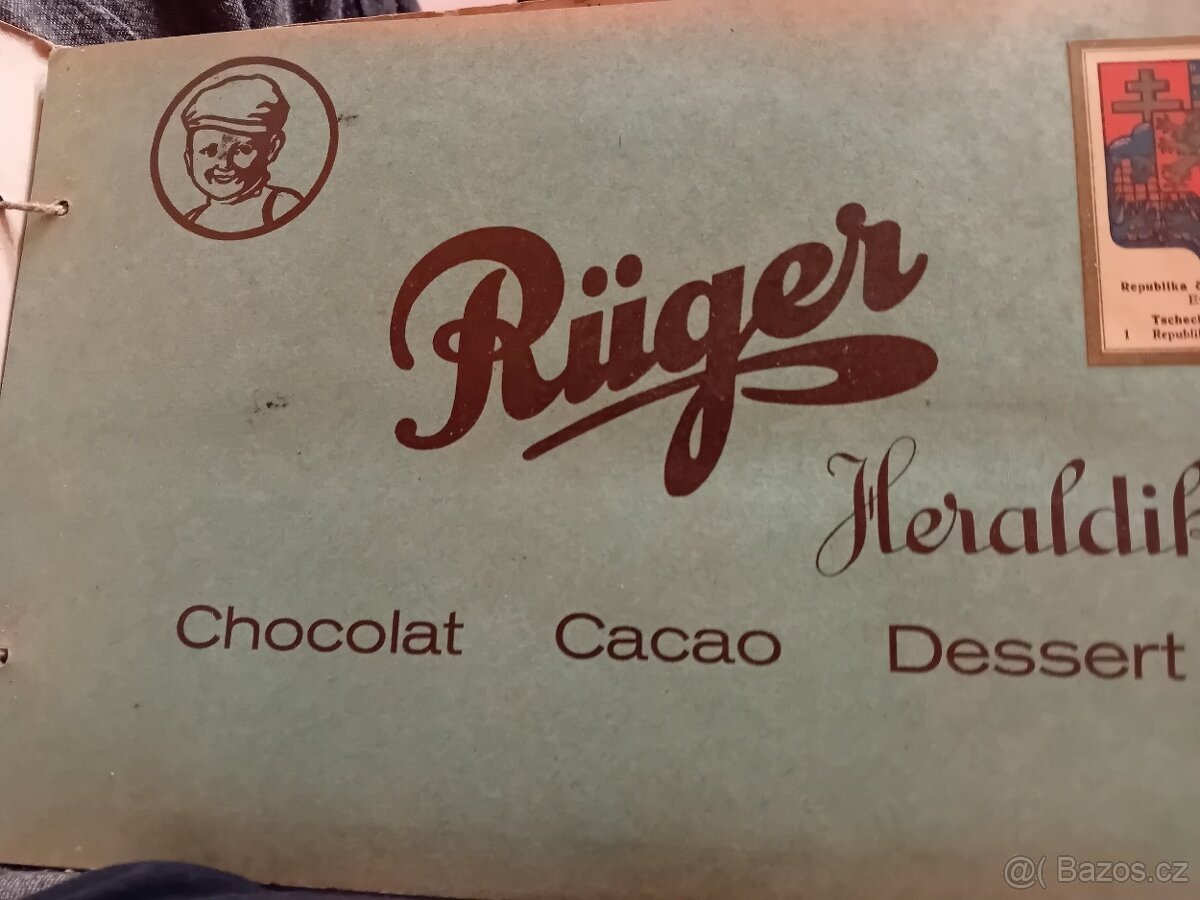 Rüger
Republika
Tschech
1 Republi
Heraldik
Chocolat Cacao Dessert
@( Bazos.cz